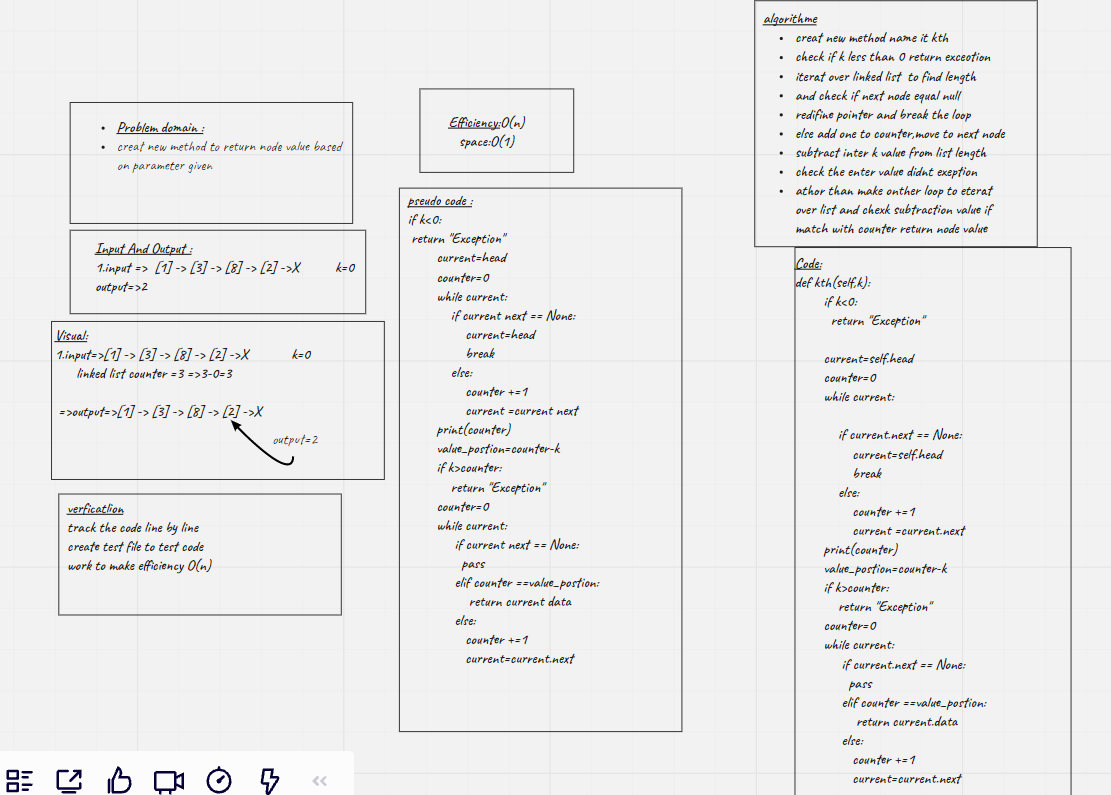 Problem domain :
creat new method to return node value based
on parameter given
Input And Output :
1.input => [1] -> [3] -> [8] -> [2] ->X k=0
output=>2
Visual:
1.input=>[1] -> [3] -> [8] -> [2] ->X k=0
linked list counter =3 =>3-0=3
=>output=>[1] -> [3] -> [8] -> [2] ->X
output=2
verficatiion
track the code line by line
create test file to test code
work to make efficiency O(n)
Efficiency:O(n)
space:O(1)
pseudo code :
if k<0:
return "Exception"
current=head
counter=0
while current:
if current next == None:
current=head
break
else:
counter +=1
current =current next
print(counter)
value_postion=counter-k
if k>counter:
return "Exception"
counter=0
while current:
if current next == None:
pass
elif counter ==value_postion:
return current data
else:
counter +=1
current=current.next
algorithme
creat new method name it kth
check if k less than 0 return exceotion
iterat over linked list to find length
and check if next node equal null
redifine pointer and break the loop
else add one to counter,move to next node
subtract inter k value from list length
check the enter value didnt exeption
athor than make onther loop to eterat
over list and chexk subtraction value if
match with counter return node value
Code:
def kth(self,k):
if k<0:
return "Exception"
current=self.head
counter=0
while current:
if current.next == None:
current=self.head
break
else:
counter +=1
current =current.next
print(counter)
value_postion=counter-k
if k>counter:
return "Exception"
counter=0
while current:
if current.next == None:
pass
elif counter ==value_postion:
return current.data
else:
counter +=1
current=current.next